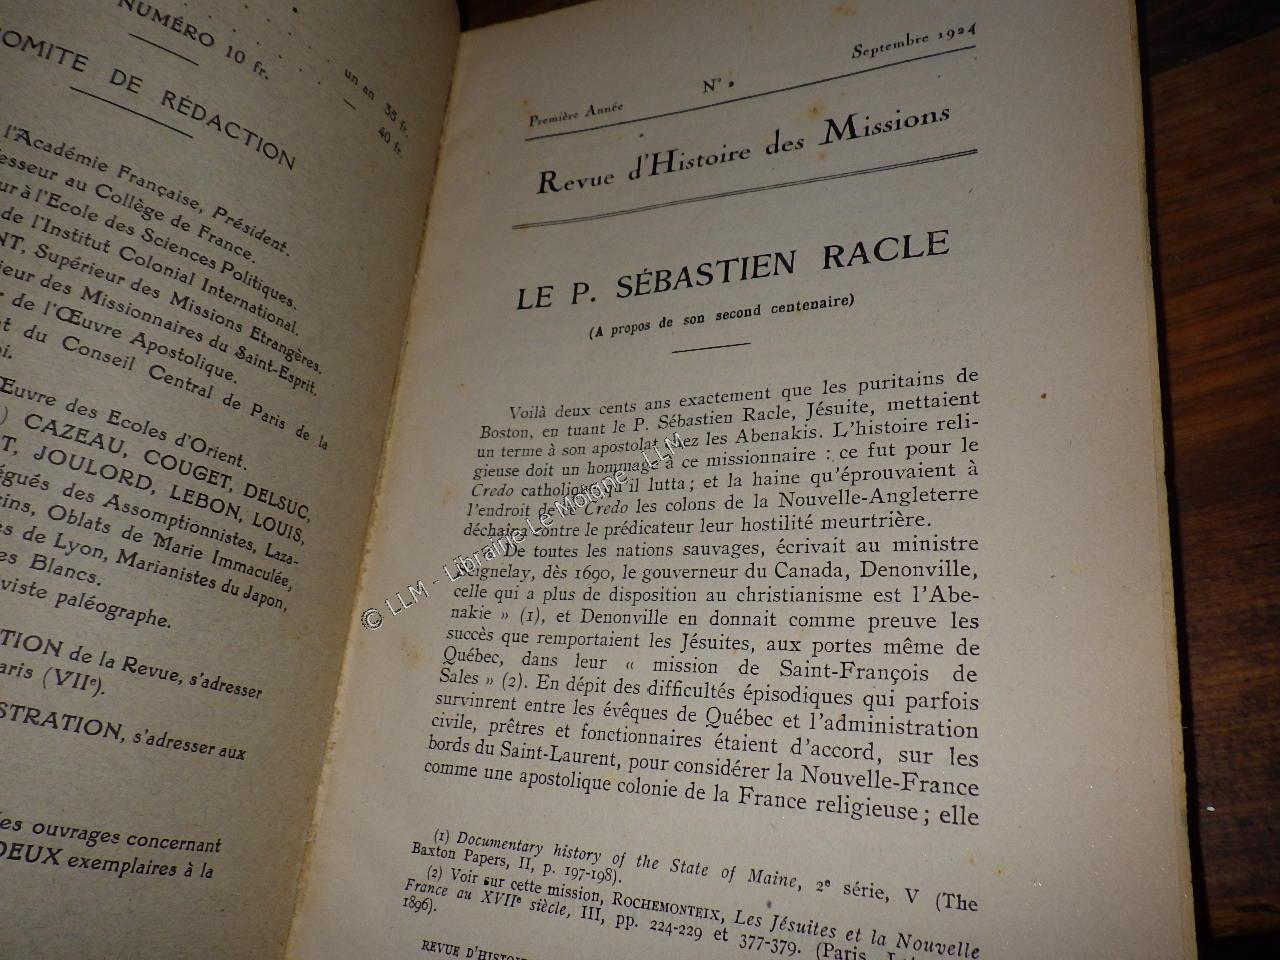 NUMÉRO 10 fr.
un an 35 fr.
— 40 fr.
COMITE DE RÉDACTION
l'Académie Française, Président.
esseur au Collège de France.
ur à l'Ecole des Sciences Politiques.
de l'Institut Colonial International.
NT, Supérieur des Missions Etrangères.
ieur des Missionnaires du Saint-Esprit.
r de l'Œuvre Apostolique.
t du Conseil Central de Paris de la
i.
Œuvre des Ecoles d'Orient.
) CAZEAU, COUGET, DELSUC,
T, JOULORD, LEBON, LOUIS,
égués des Assomptionnistes, Laza-
cins, Oblats de Marie Immaculée,
es de Lyon, Marianistes du Japon,
es Blancs.
viste paléographe.
TION de la Revue, s'adresser
aris (VIIe).
STRATION, s'adresser aux
les ouvrages concernant
DEUX exemplaires à la
Première Année
N°
Septembre 1924
Revue d'Histoire des Missions
LE P. SÉBASTIEN RACLE
(A propos de son second centenaire)
Voilà deux cents ans exactement que les puritains de
Boston, en tuant le P. Sébastien Racle, Jésuite, mettaient
un terme à son apostolat chez les Abenakis. L'histoire reli-
gieuse doit un hommage à ce missionnaire : ce fut pour le
Credo catholique qu'il lutta ; et la haine qu'éprouvaient à
l'endroit de ce Credo les colons de la Nouvelle-Angleterre
déchaîna contre le prédicateur leur hostilité meurtrière.
De toutes les nations sauvages, écrivait au ministre
Seignelay, dès 1690, le gouverneur du Canada, Denonville,
celle qui a plus de disposition au christianisme est l'Abe-
nakie » (1), et Denonville en donnait comme preuve les
succès que remportaient les Jésuites, aux portes même de
Québec, dans leur « mission de Saint-François de
Sales » (2). En dépit des difficultés épisodiques qui parfois
survinrent entre les évêques de Québec et l'administration
civile, prêtres et fonctionnaires étaient d'accord, sur les
bords du Saint-Laurent, pour considérer la Nouvelle-France
comme une apostolique colonie de la France religieuse ; elle
(1) Documentary history of the State of Maine, 2e série, V (The
Baxton Papers, II, p. 197-198).
(2) Voir sur cette mission, ROCHEMONTEIX, Les Jésuites et la Nouvelle
France au XVIIe siècle, III, pp. 224-229 et 377-379. (Paris,
1896).
REVUE D'HISTOI
© LLM - Librairie Le Moigne - LLM